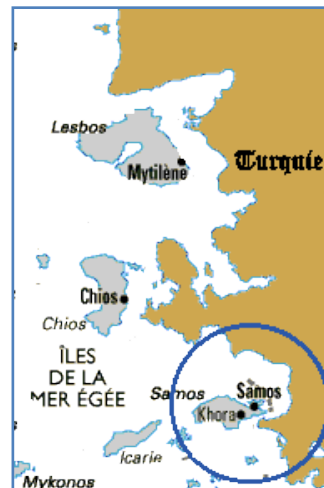 Lesbos
Mytilène
Turquie
Chios
Chios
ÎLES
DE LA
MER ÉGÉE
Samos
Samos
Khora
Icarie
Mykonos